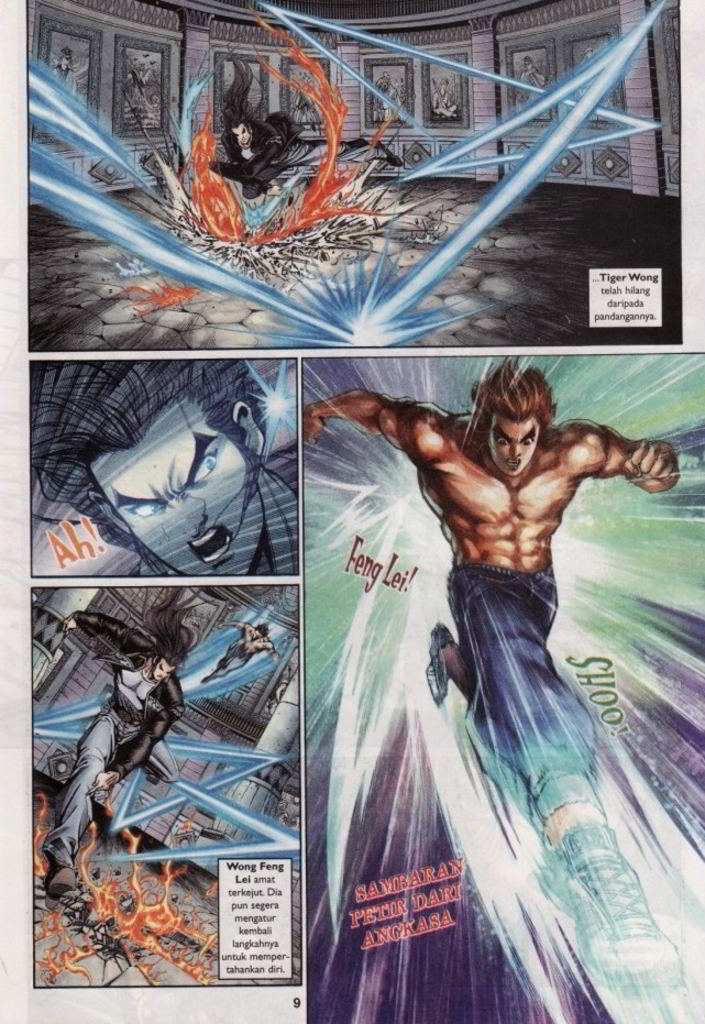 ...Tiger Wong
telah hilang
daripada
pandangannya.
Ah!
Feng Lei!
SHOO!
SAMBARAN
PETIR DARI
ANGKASA
Wong Feng
Lei amat
terkejut. Dia
pun segera
mengatur
kembali
langkahnya
untuk memper-
tahankan diri.
9